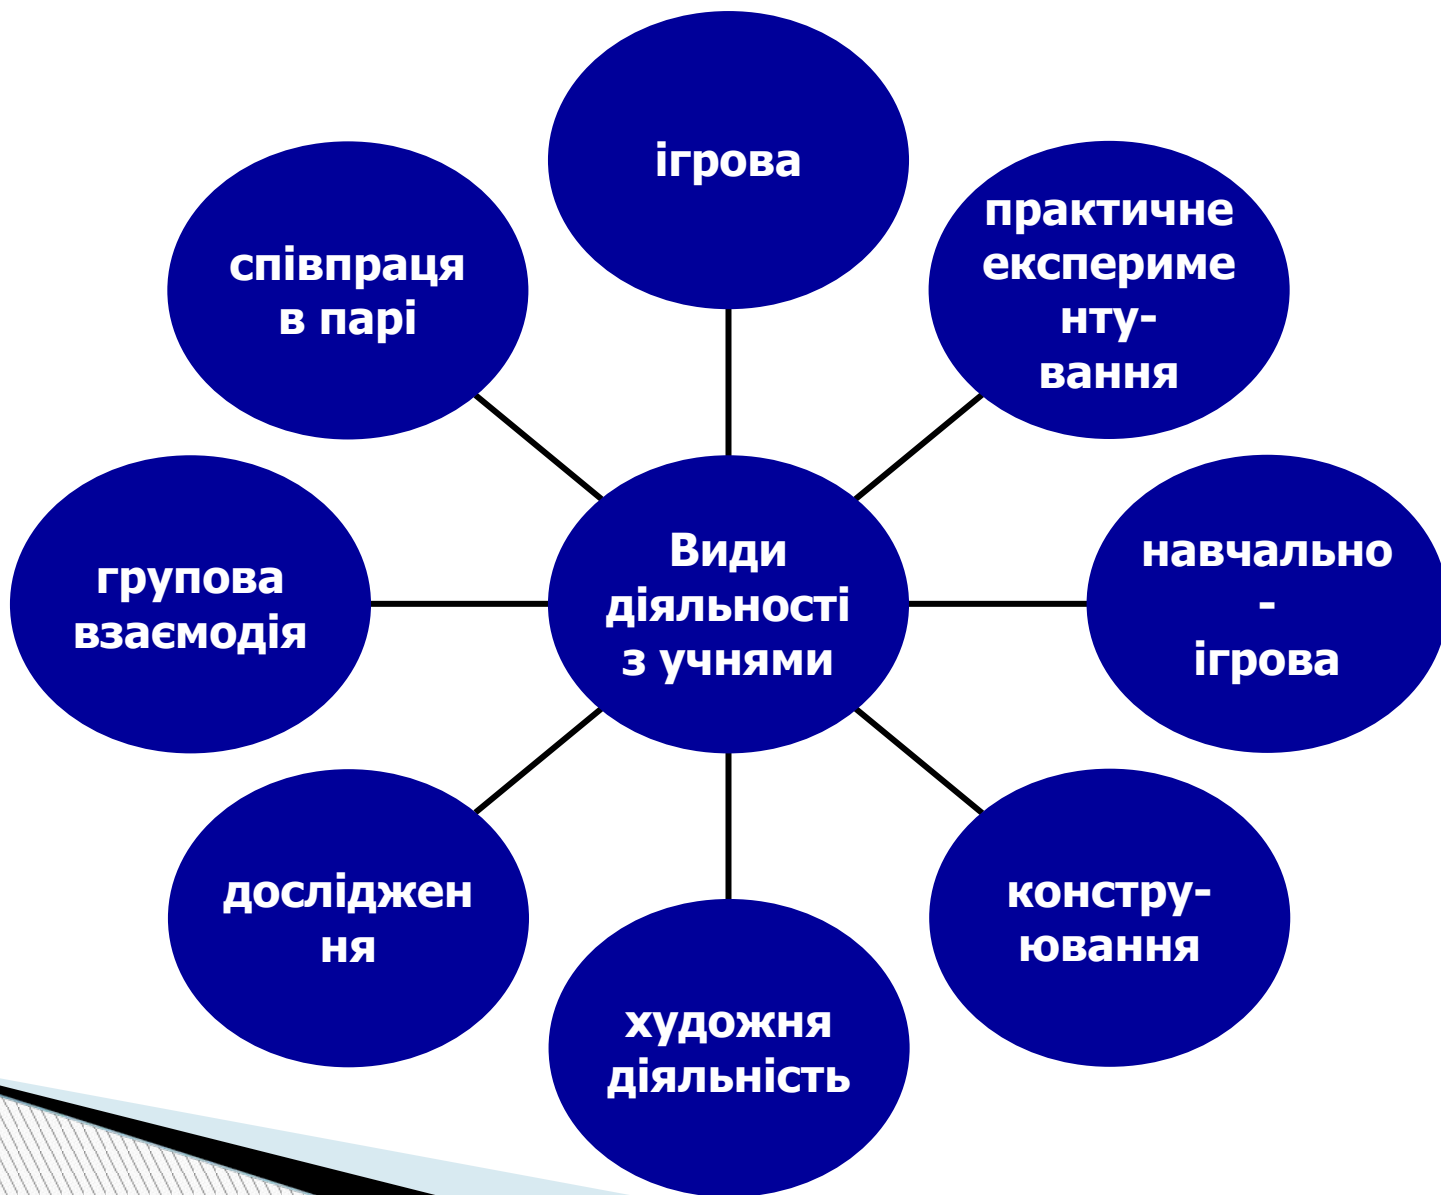 ігрова
практичне
експериме
нту-
вання
співпраця
в парі
Види
діяльності
з учнями
навчально
-
ігрова
групова
взаємодія
дослiджен
ня
констру-
ювання
художня
діяльність